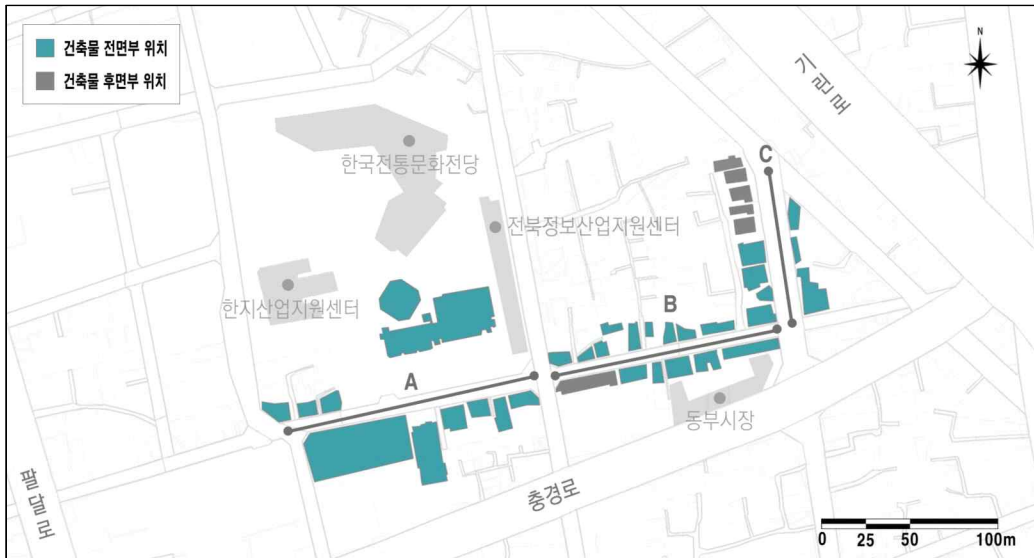 건축물 전면부 위치
건축물 후면부 위치
N
기린로
한국전통문화전당
C
전북정보산업지원센터
한지산업지원센터
B
A
동부시장
팔달로
충경로
0 25 50 100m